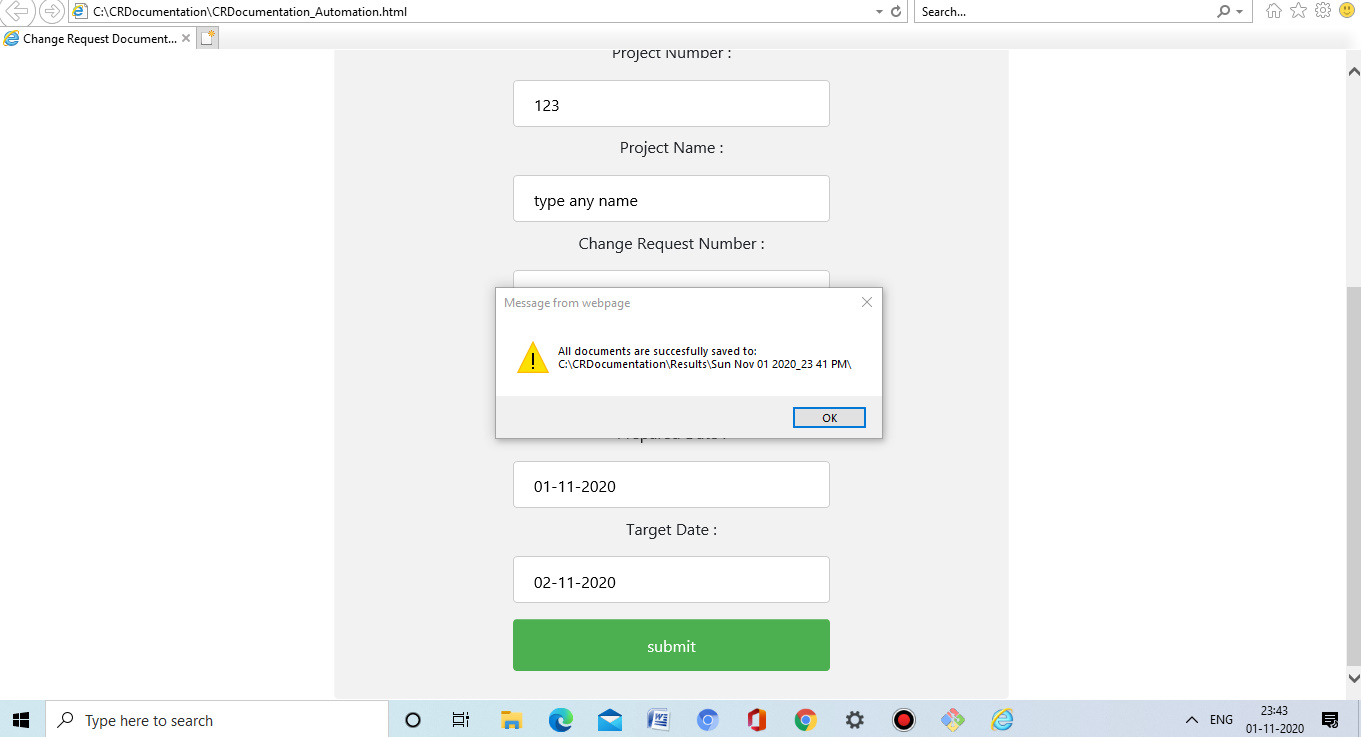 C:\CRDocumentation\CRDocumentation_Automation.html
Search...
Change Request Document...
Project Number :
123
Project Name :
type any name
Change Request Number :
Message from webpage
All documents are succesfully saved to:
C:\CRDocumentation\Results\Sun Nov 01 2020_23 41 PM\
OK
Prepared Date :
01-11-2020
Target Date :
02-11-2020
submit
Type here to search
ENG
23:43
01-11-2020